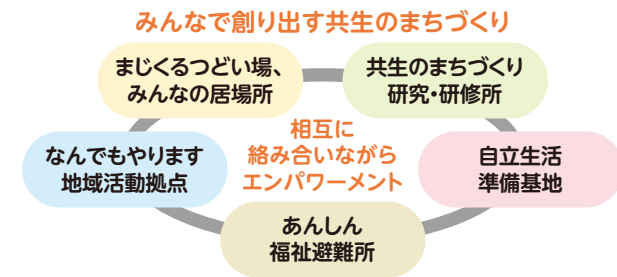 みんなで創り出す共生のまちづくり
まじくるつどい場、
みんなの居場所
共生のまちづくり
研究・研修所
相互に
絡み合いながら
エンパワーメント
なんでもやります
地域活動拠点
自立生活
準備基地
あんしん
福祉避難所